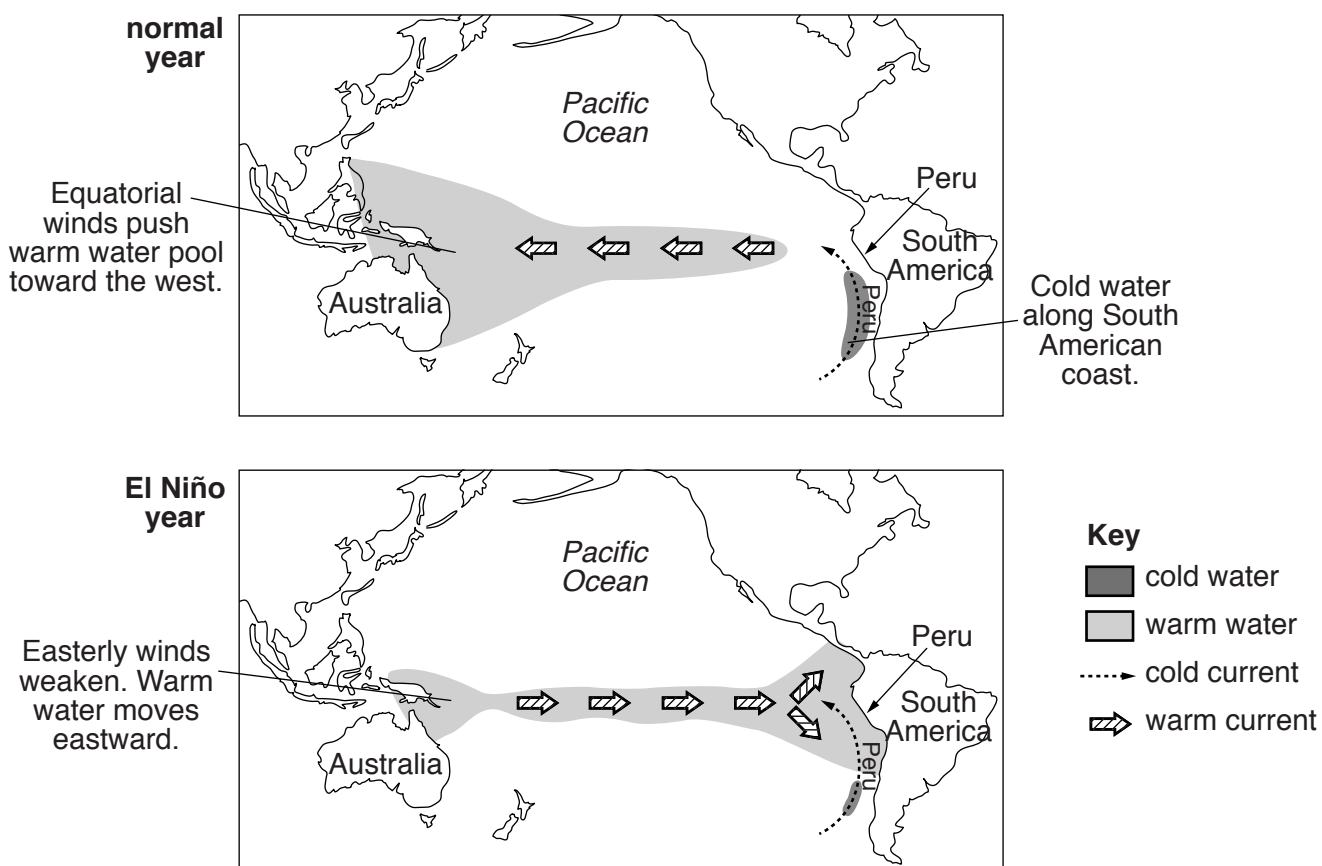 normal
year
Pacific
Ocean
Equatorial
winds push
warm water pool
toward the west.
Australia
Peru
South
America
Peru
Cold water
along South
American
coast.
El Niño
year
Pacific
Ocean
Easterly winds
weaken. Warm
water moves
eastward.
Australia
Peru
South
America
Peru
Key
cold water
warm water
cold current
warm current